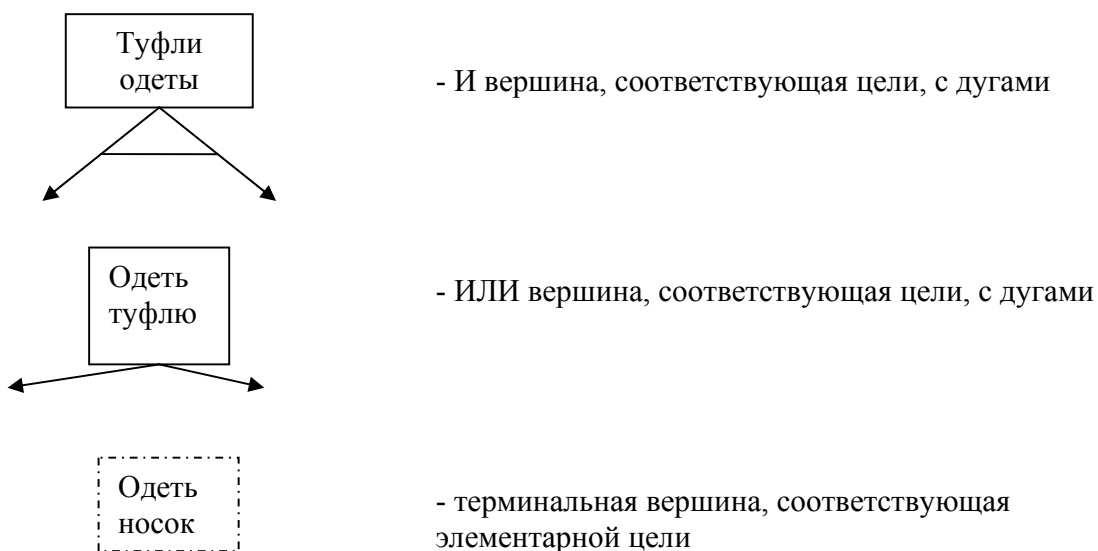 Туфли
одеты
- И вершина, соответствующая цели, с дугами
Одеть
туфлю
- ИЛИ вершина, соответствующая цели, с дугами
Одеть
носок
- терминальная вершина, соответствующая
элементарной цели